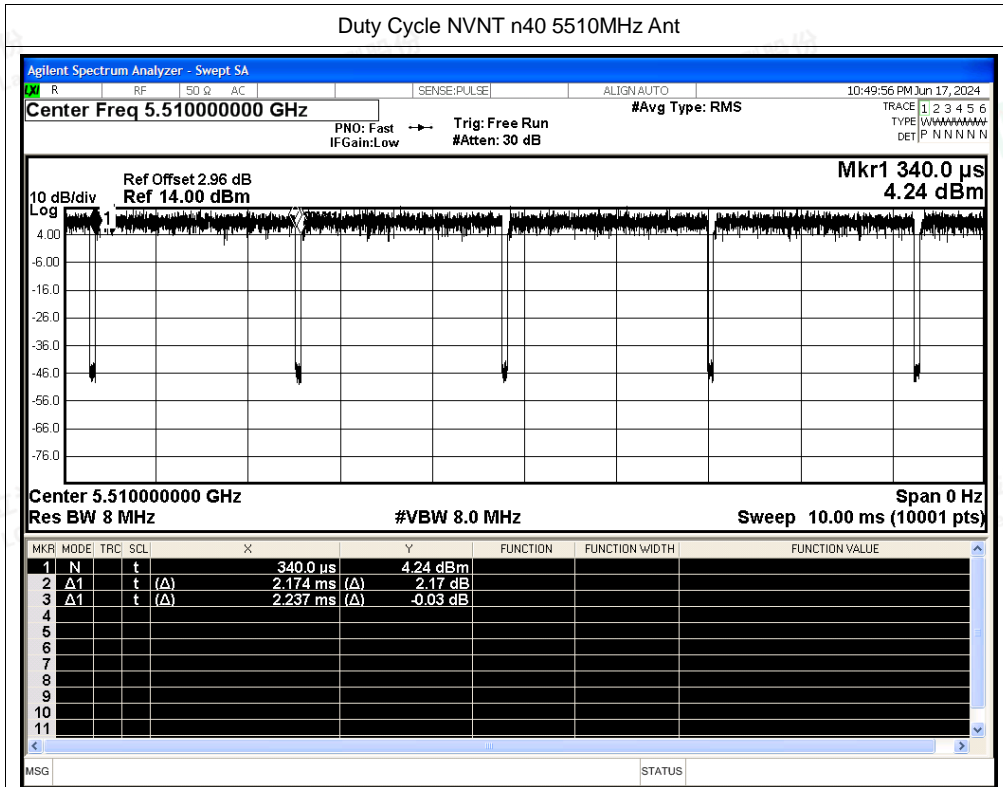 Duty Cycle NVNT n40 5510MHz Ant
Agilent Spectrum Analyzer - Swept SA
LXI R RF 50 Ω AC SENSE:PULSE ALIGN AUTO 10:49:56 PM Jun 17, 2024
Center Freq 5.510000000 GHz #Avg Type: RMS TRACE 1 2 3 4 5 6
PNO: Fast Trig: Free Run TYPE WWWWWW
IFGain:Low #Atten: 30 dB DET P N N N N N
Mkr1 340.0 µs
Ref Offset 2.96 dB
10 dB/div Ref 14.00 dBm 4.24 dBm
Log
1
4.00
-6.00
-16.0
-26.0
-36.0
-46.0
-56.0
-66.0
-76.0
Center 5.510000000 GHz Span 0 Hz
Res BW 8 MHz #VBW 8.0 MHz Sweep 10.00 ms (10001 pts)
MKR MODE TRC SCL X Y FUNCTION FUNCTION WIDTH FUNCTION VALUE
1 N t 340.0 µs 4.24 dBm
2 Δ1 t (Δ) 2.174 ms (Δ) 2.17 dB
3 Δ1 t (Δ) 2.237 ms (Δ) -0.03 dB
4
5
6
7
8
9
10
11
MSG STATUS